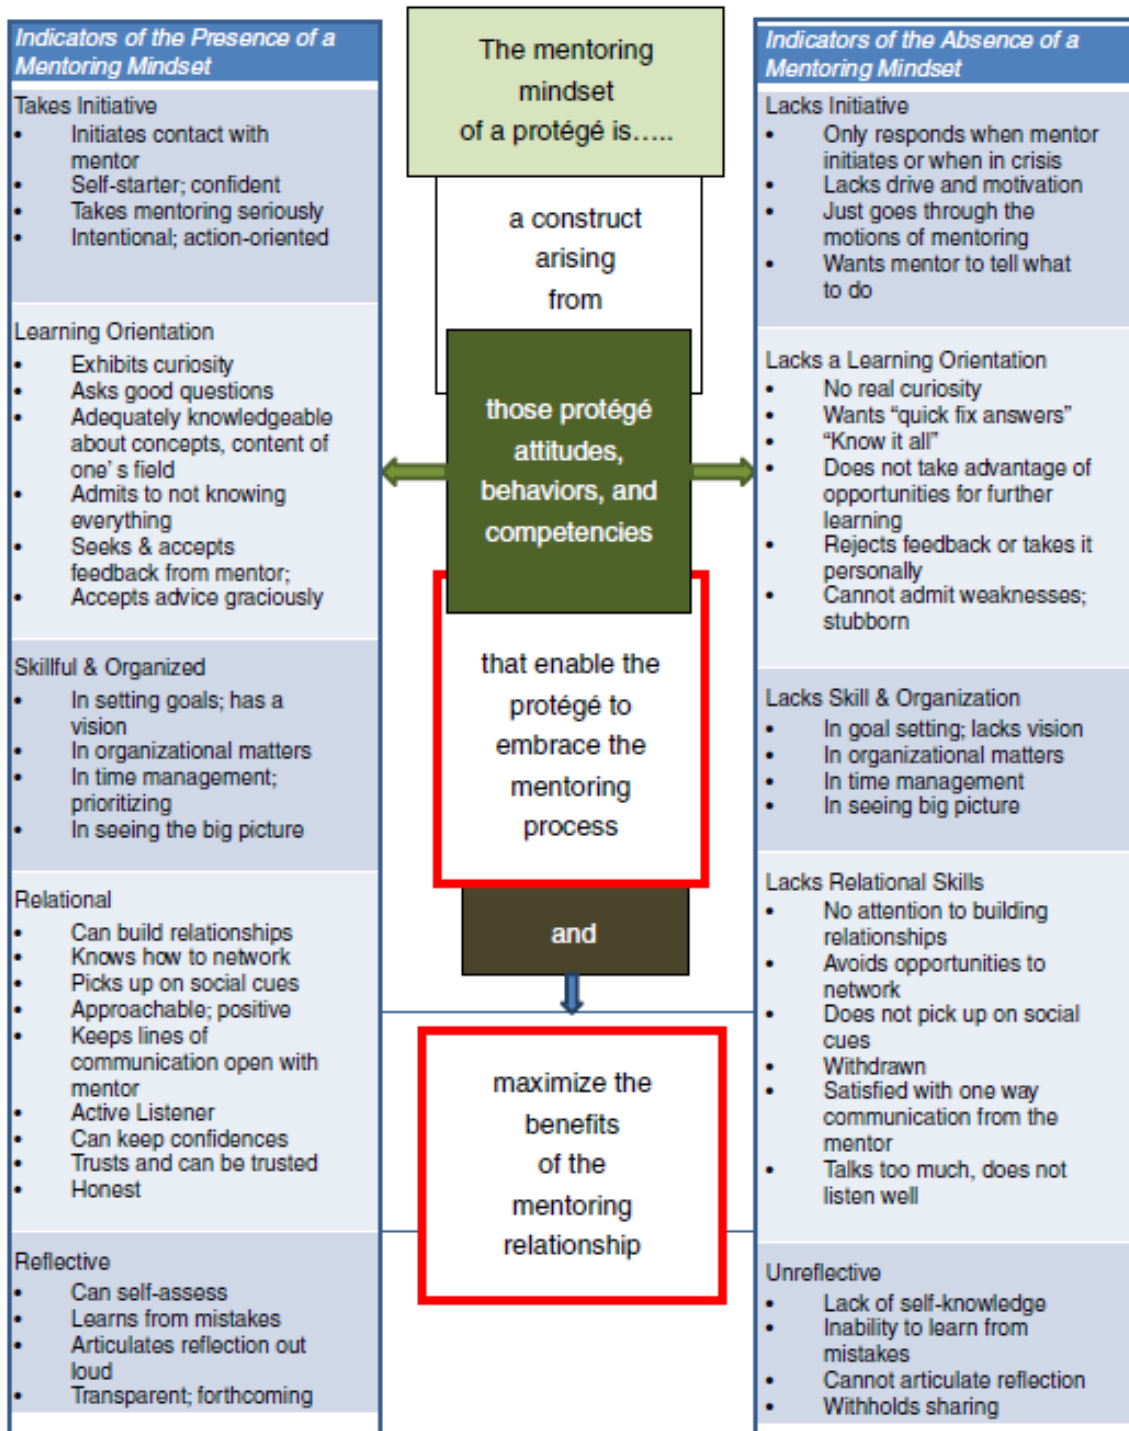 Indicators of the Presence of a
Mentoring Mindset
Takes Initiative
• Initiates contact with
mentor
• Self-starter; confident
• Takes mentoring seriously
• Intentional; action-oriented
Learning Orientation
• Exhibits curiosity
• Asks good questions
• Adequately knowledgeable
about concepts, content of
one' s field
• Admits to not knowing
everything
• Seeks & accepts
feedback from mentor;
• Accepts advice graciously
Skillful & Organized
• In setting goals; has a
vision
• In organizational matters
• In time management;
prioritizing
• In seeing the big picture
Relational
• Can build relationships
• Knows how to network
• Picks up on social cues
• Approachable; positive
• Keeps lines of
communication open with
mentor
• Active Listener
• Can keep confidences
• Trusts and can be trusted
• Honest
Reflective
• Can self-assess
• Learns from mistakes
• Articulates reflection out
loud
• Transparent; forthcoming
The mentoring
mindset
of a protégé is…..
a construct
arising
from
those protégé
attitudes,
behaviors, and
competencies
that enable the
protégé to
embrace the
mentoring
process
and
maximize the
benefits
of the
mentoring
relationship
Indicators of the Absence of a
Mentoring Mindset
Lacks Initiative
• Only responds when mentor
initiates or when in crisis
• Lacks drive and motivation
• Just goes through the
motions of mentoring
• Wants mentor to tell what
to do
Lacks a Learning Orientation
• No real curiosity
• Wants “quick fix answers”
• “Know it all”
• Does not take advantage of
opportunities for further
learning
• Rejects feedback or takes it
personally
• Cannot admit weaknesses;
stubborn
Lacks Skill & Organization
• In goal setting; lacks vision
• In organizational matters
• In time management
• In seeing big picture
Lacks Relational Skills
• No attention to building
relationships
• Avoids opportunities to
network
• Does not pick up on social
cues
• Withdrawn
• Satisfied with one way
communication from the
mentor
• Talks too much, does not
listen well
Unreflective
• Lack of self-knowledge
• Inability to learn from
mistakes
• Cannot articulate reflection
• Withholds sharing